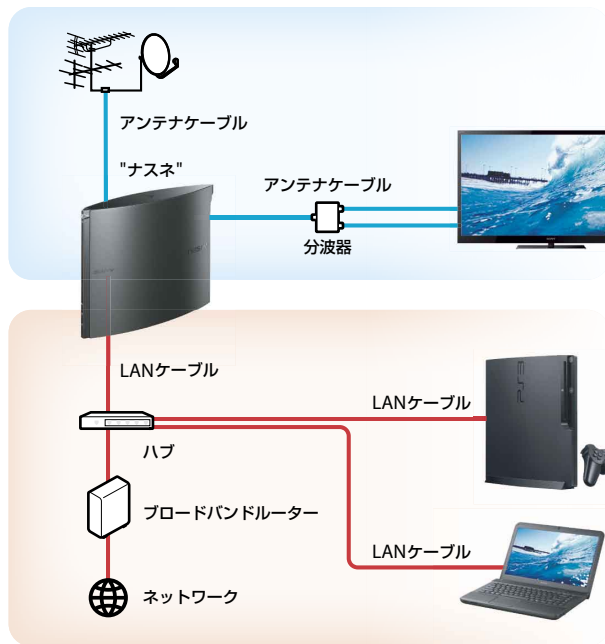 アンテナケーブル
"ナスネ"
アンテナケーブル
分波器
LANケーブル
LANケーブル
PS3
ハブ
ブロードバンドルーター
LANケーブル
ネットワーク